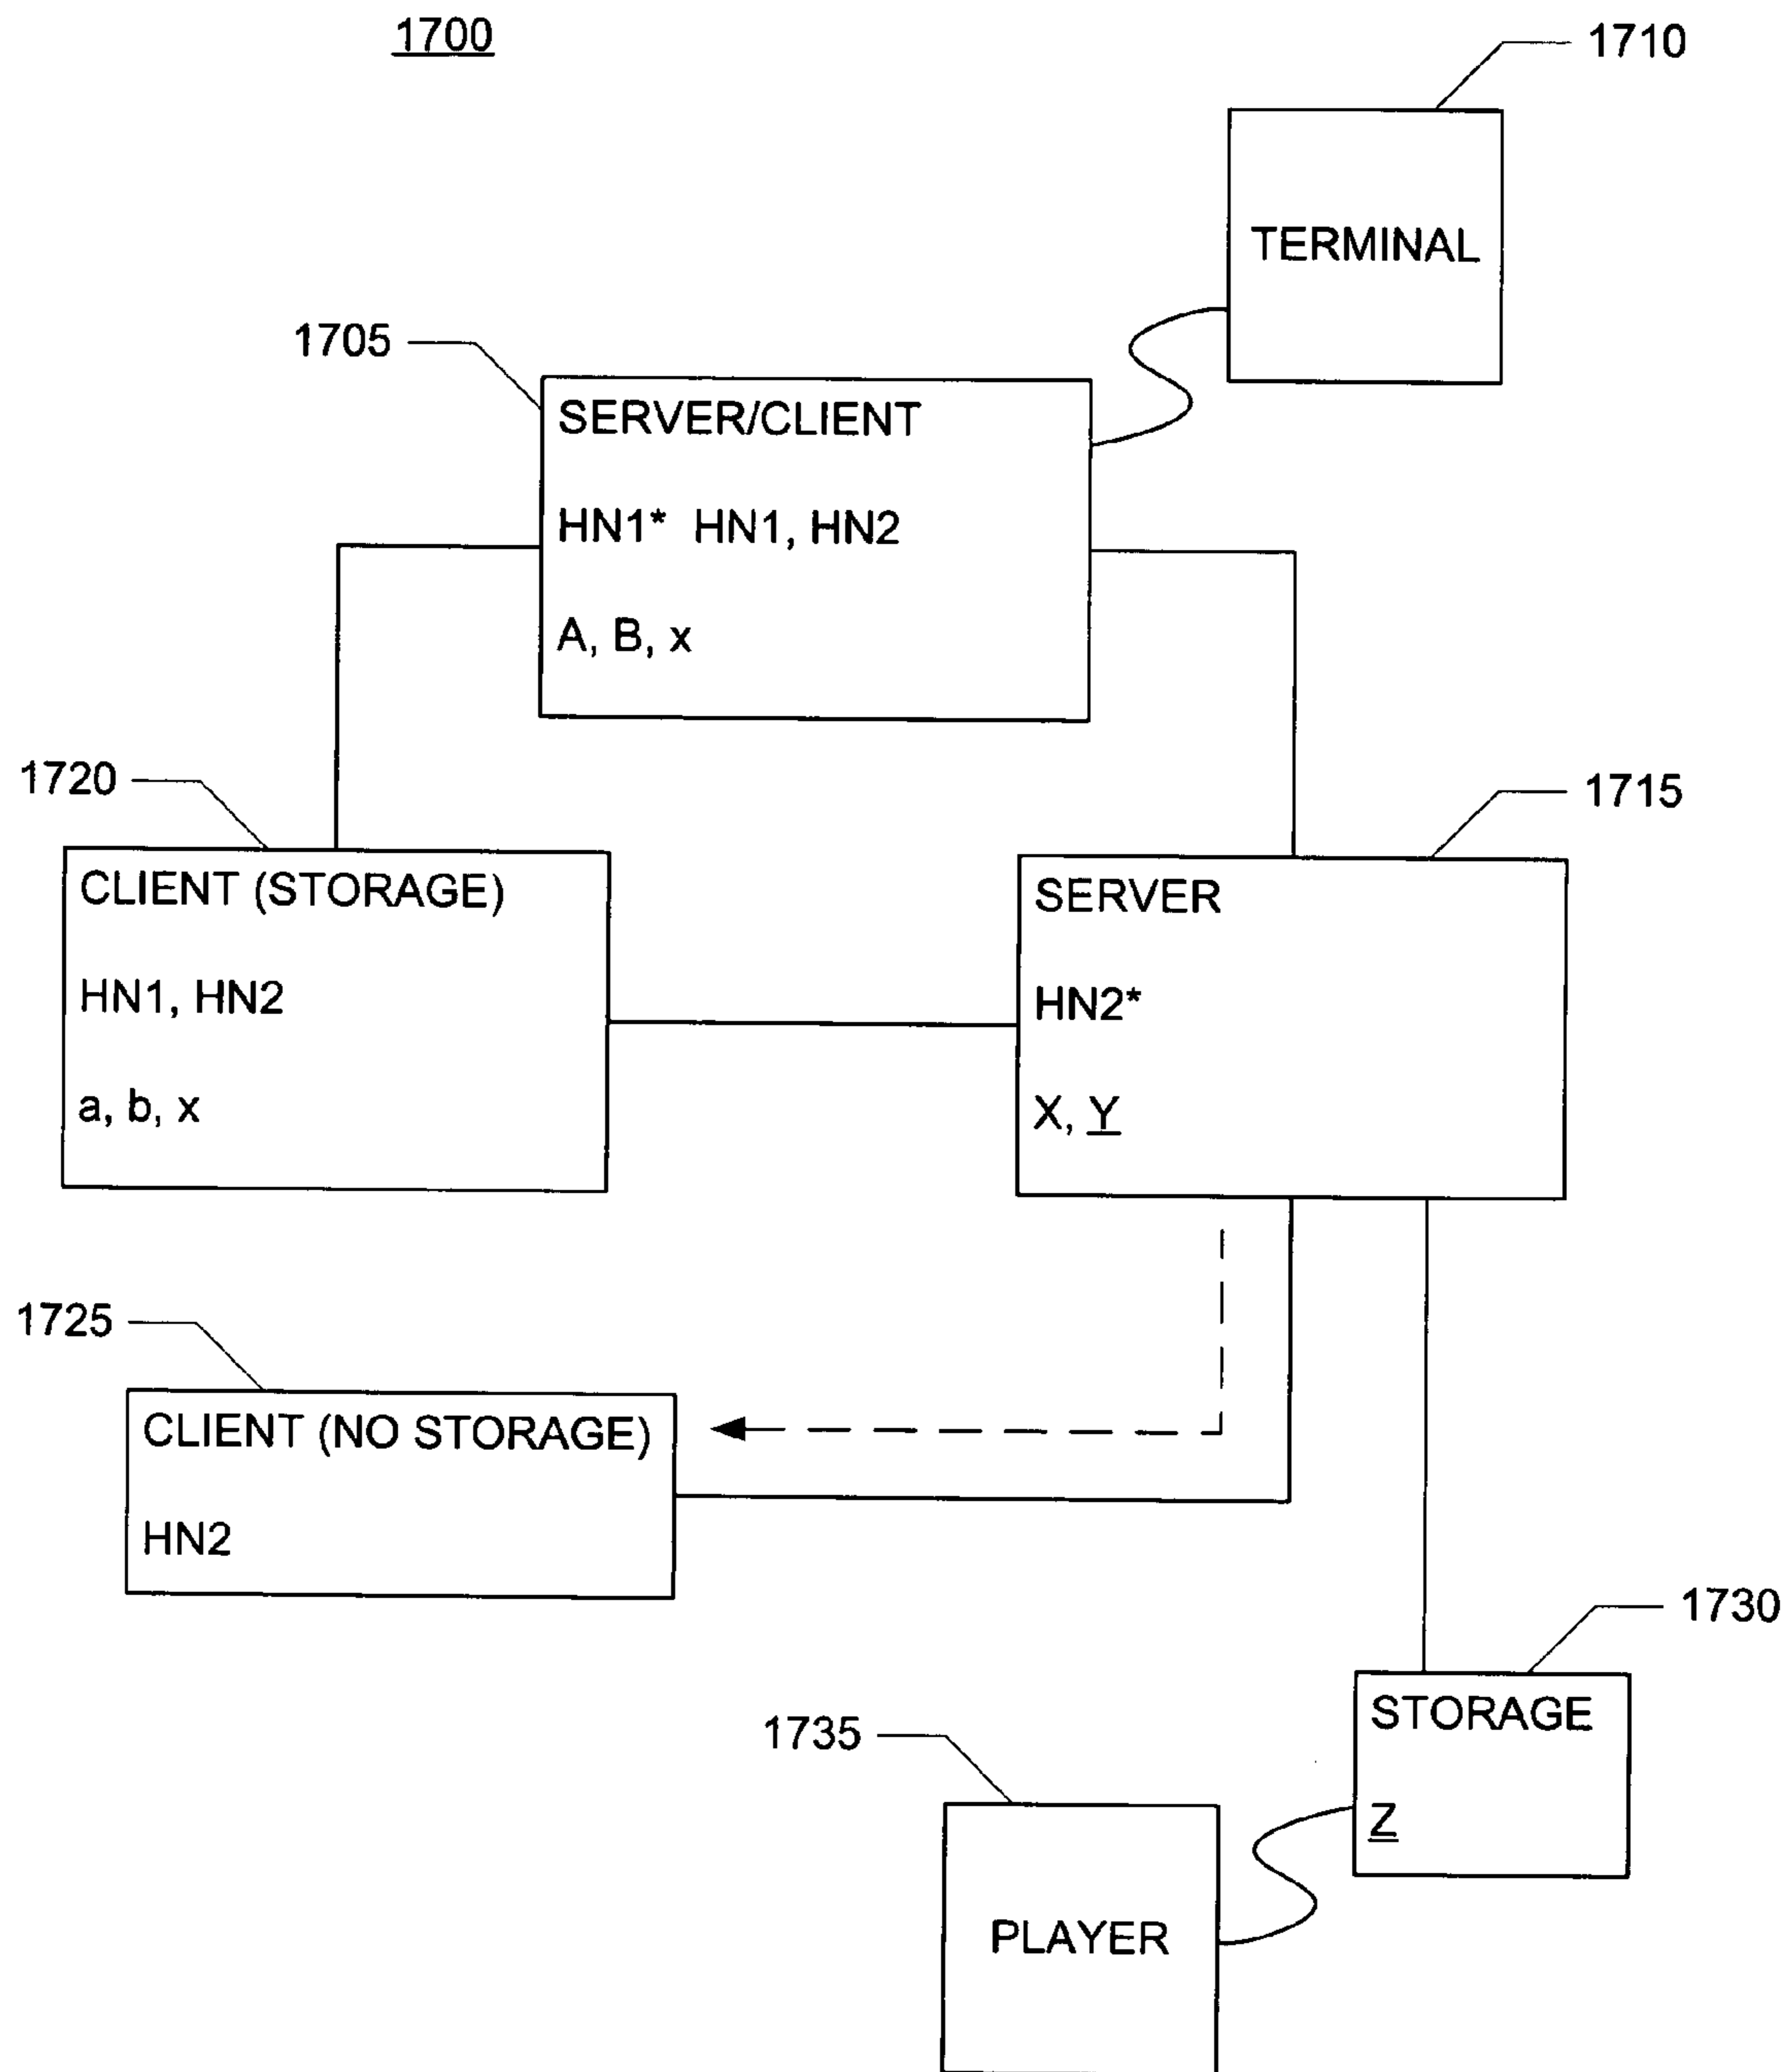 1700
1710
TERMINAL
1705
SERVER/CLIENT
HN1* HN1, HN2
A, B, x
1720
CLIENT (STORAGE)
HN1, HN2
a, b, x
1715
SERVER
HN2*
X, Y
1725
CLIENT (NO STORAGE)
HN2
1730
STORAGE
Z
1735
PLAYER